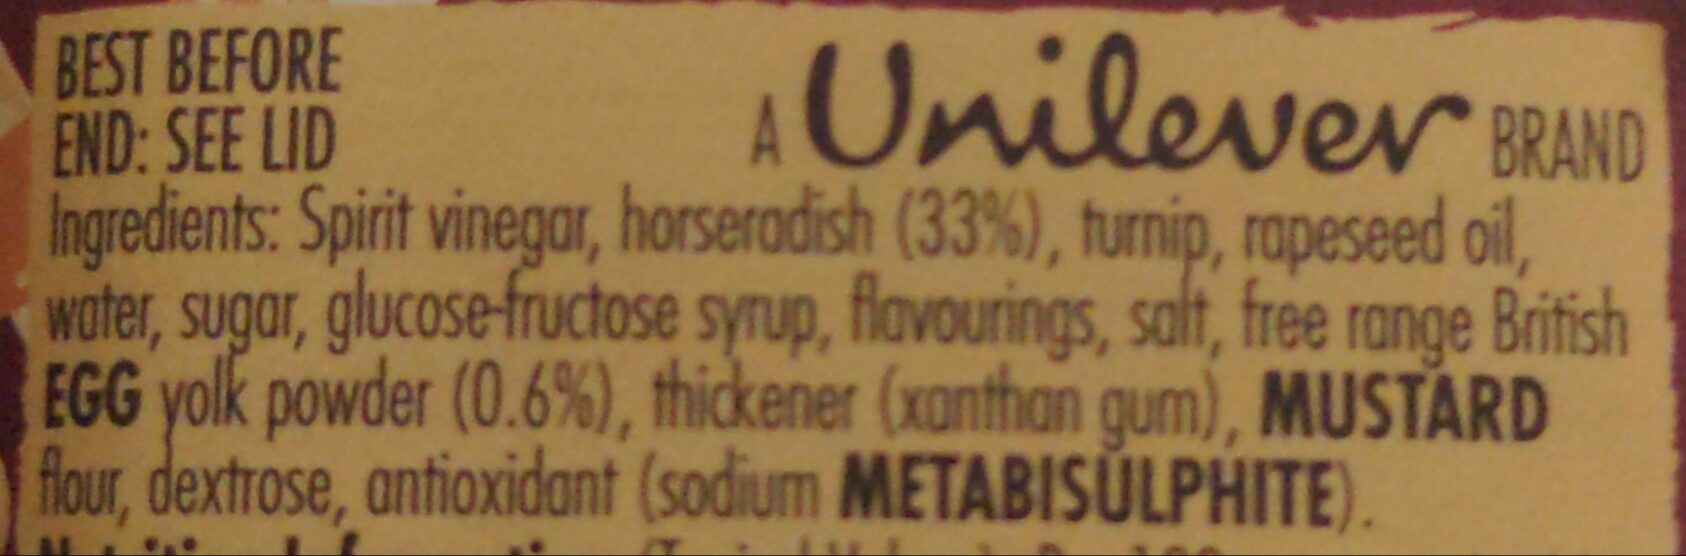 BEST BEFORE
END: SEE LID
A Unilever BRAND
Ingredients: Spirit vinegar, horseradish (33%), turnip, rapeseed oil,
water, sugar, glucose-fructose syrup, flavourings, salt, free range British
EGG yolk powder (0.6%), thickener (xanthan gum), MUSTARD
flour, dextrose, antioxidant (sodium METABISULPHITE).